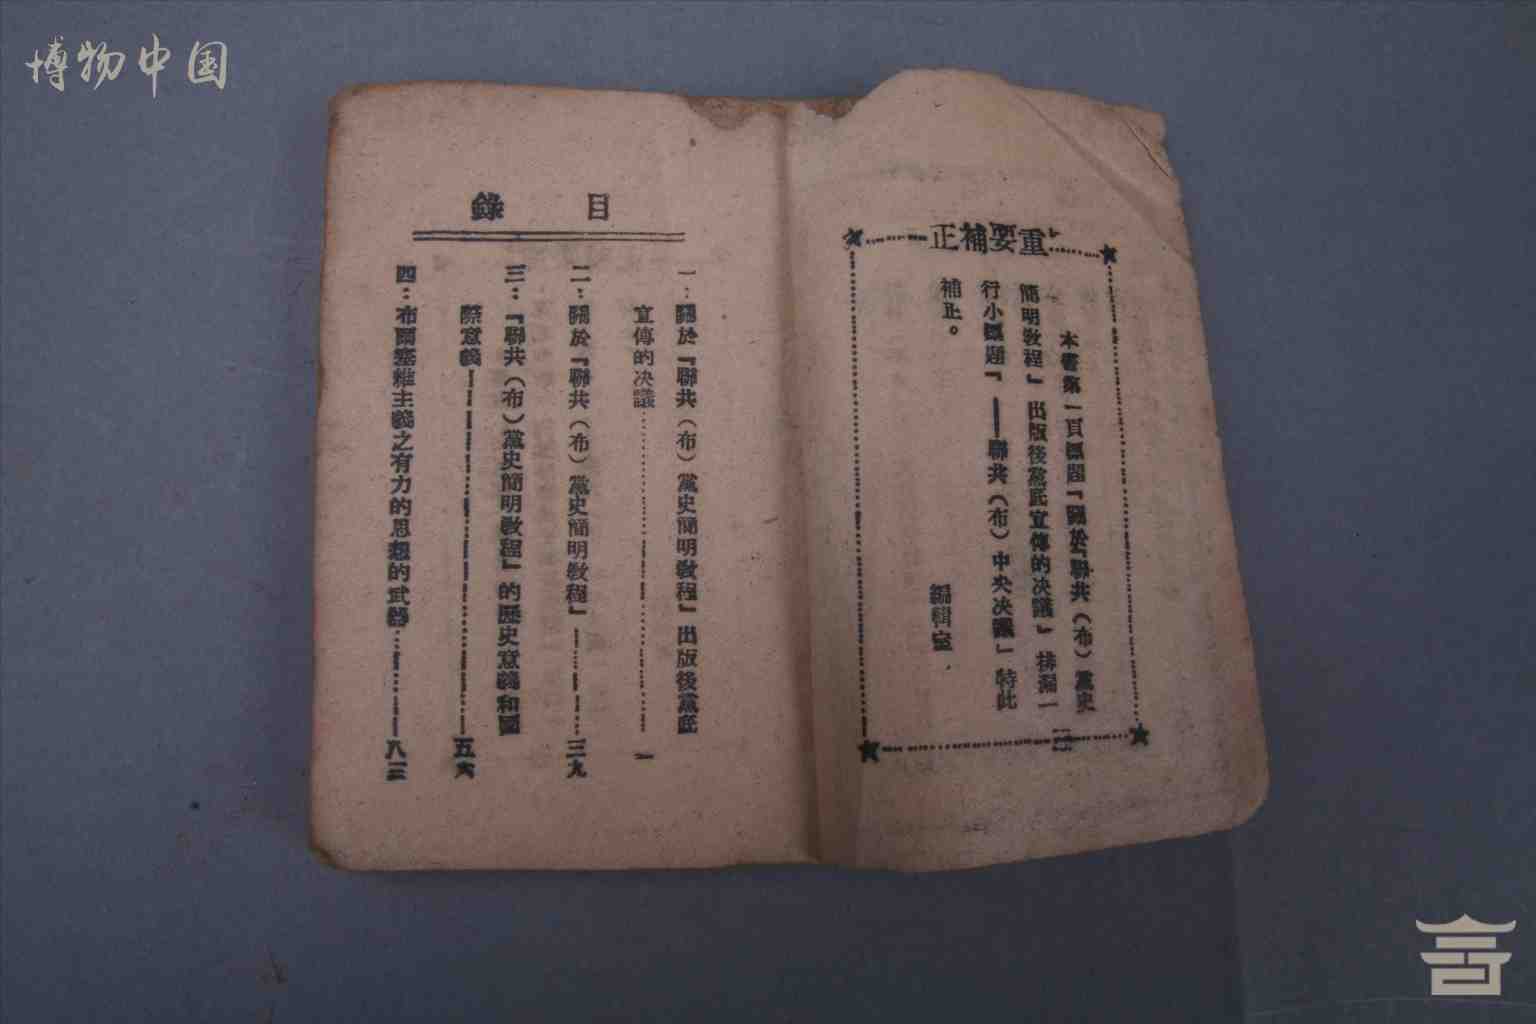 博物中国
重要補正
本書第一頁標題『關於『聯共(布)黨史
簡明教程』出版後黨底宣傳的决議』排漏一
行小標題『——聯共(布)中央决議』特此
補正。
編輯室
目錄
一：關於『聯共(布)黨史簡明教程』出版後黨底
宣傳的决議……一
二：關於『聯共(布)黨史簡明教程』……三九
三：『聯共(布)黨史簡明教程』的歷史意義和國
際意義……五六
四：布爾塞維主義之有力的思想的武器……八三